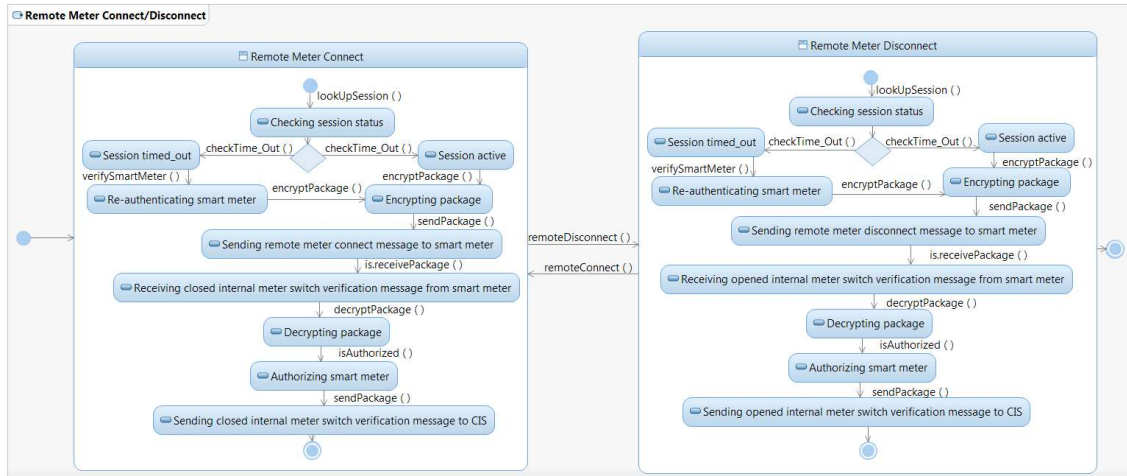 Remote Meter Connect/Disconnect
Remote Meter Connect
lookUpSession ( )
Checking session status
Session timed_out
checkTime_Out ( )
checkTime_Out ( )
Session active
verifySmartMeter ( )
encryptPackage ( )
Re-authenticating smart meter
encryptPackage ( )
Encrypting package
sendPackage ( )
Sending remote meter connect message to smart meter
is.receivePackage ( )
Receiving closed internal meter switch verification message from smart meter
decryptPackage ( )
Decrypting package
isAuthorized ( )
Authorizing smart meter
sendPackage ( )
Sending closed internal meter switch verification message to CIS
remoteDisconnect ( )
remoteConnect ( )
Remote Meter Disconnect
lookUpSession ( )
Checking session status
Session timed_out
checkTime_Out ( )
checkTime_Out ( )
Session active
verifySmartMeter ( )
encryptPackage ( )
Re-authenticating smart meter
encryptPackage ( )
Encrypting package
sendPackage ( )
Sending remote meter disconnect message to smart meter
is.receivePackage ( )
Receiving opened internal meter switch verification message from smart meter
decryptPackage ( )
Decrypting package
isAuthorized ( )
Authorizing smart meter
sendPackage ( )
Sending opened internal meter switch verification message to CIS